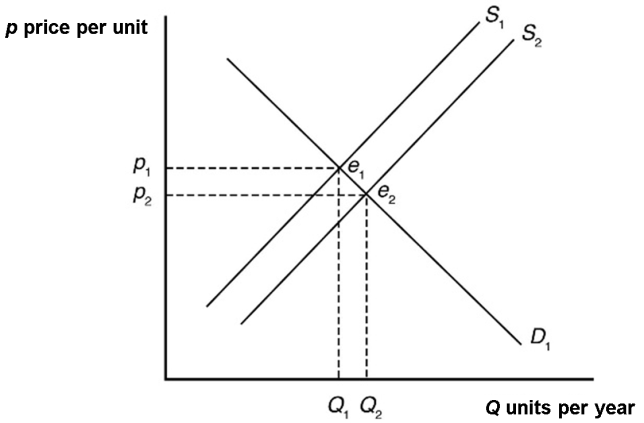 p price per unit
S₁
S₂
p₁
e₁
p₂
e₂
D₁
Q₁ Q₂
Q units per year